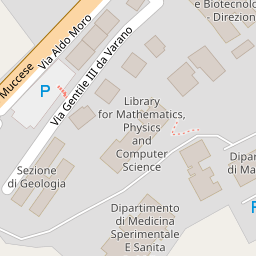 e Biotecnolo
- Direzion
Via Aldo Moro
Muccese
Via Gentile III da Varano
P
Library
for Mathematics,
Physics
and
Computer
Science
Sezione
di Geologia
Dipar
di Ma
P
Dipartimento
di Medicina
Sperimentale
E Sanita